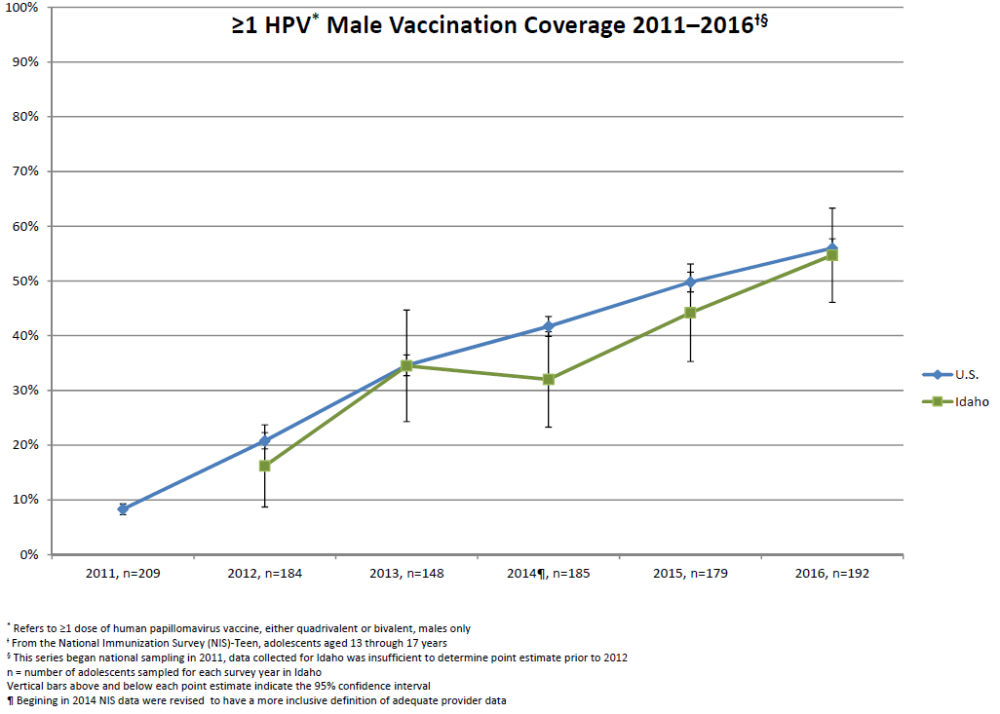 ≥1 HPV* Male Vaccination Coverage 2011–2016ƚ§
100%
90%
80%
70%
60%
50%
40%
30%
20%
10%
0%
2011, n=209
2012, n=184
2013, n=148
2014¶, n=185
2015, n=179
2016, n=192
U.S.
Idaho
* Refers to ≥1 dose of human papillomavirus vaccine, either quadrivalent or bivalent, males only
ƚ From the National Immunization Survey (NIS)-Teen, adolescents aged 13 through 17 years
§ This series began national sampling in 2011, data collected for Idaho was insufficient to determine point estimate prior to 2012
n = number of adolescents sampled for each survey year in Idaho
Vertical bars above and below each point estimate indicate the 95% confidence interval
¶ Begining in 2014 NIS data were revised  to have a more inclusive definition of adequate provider data